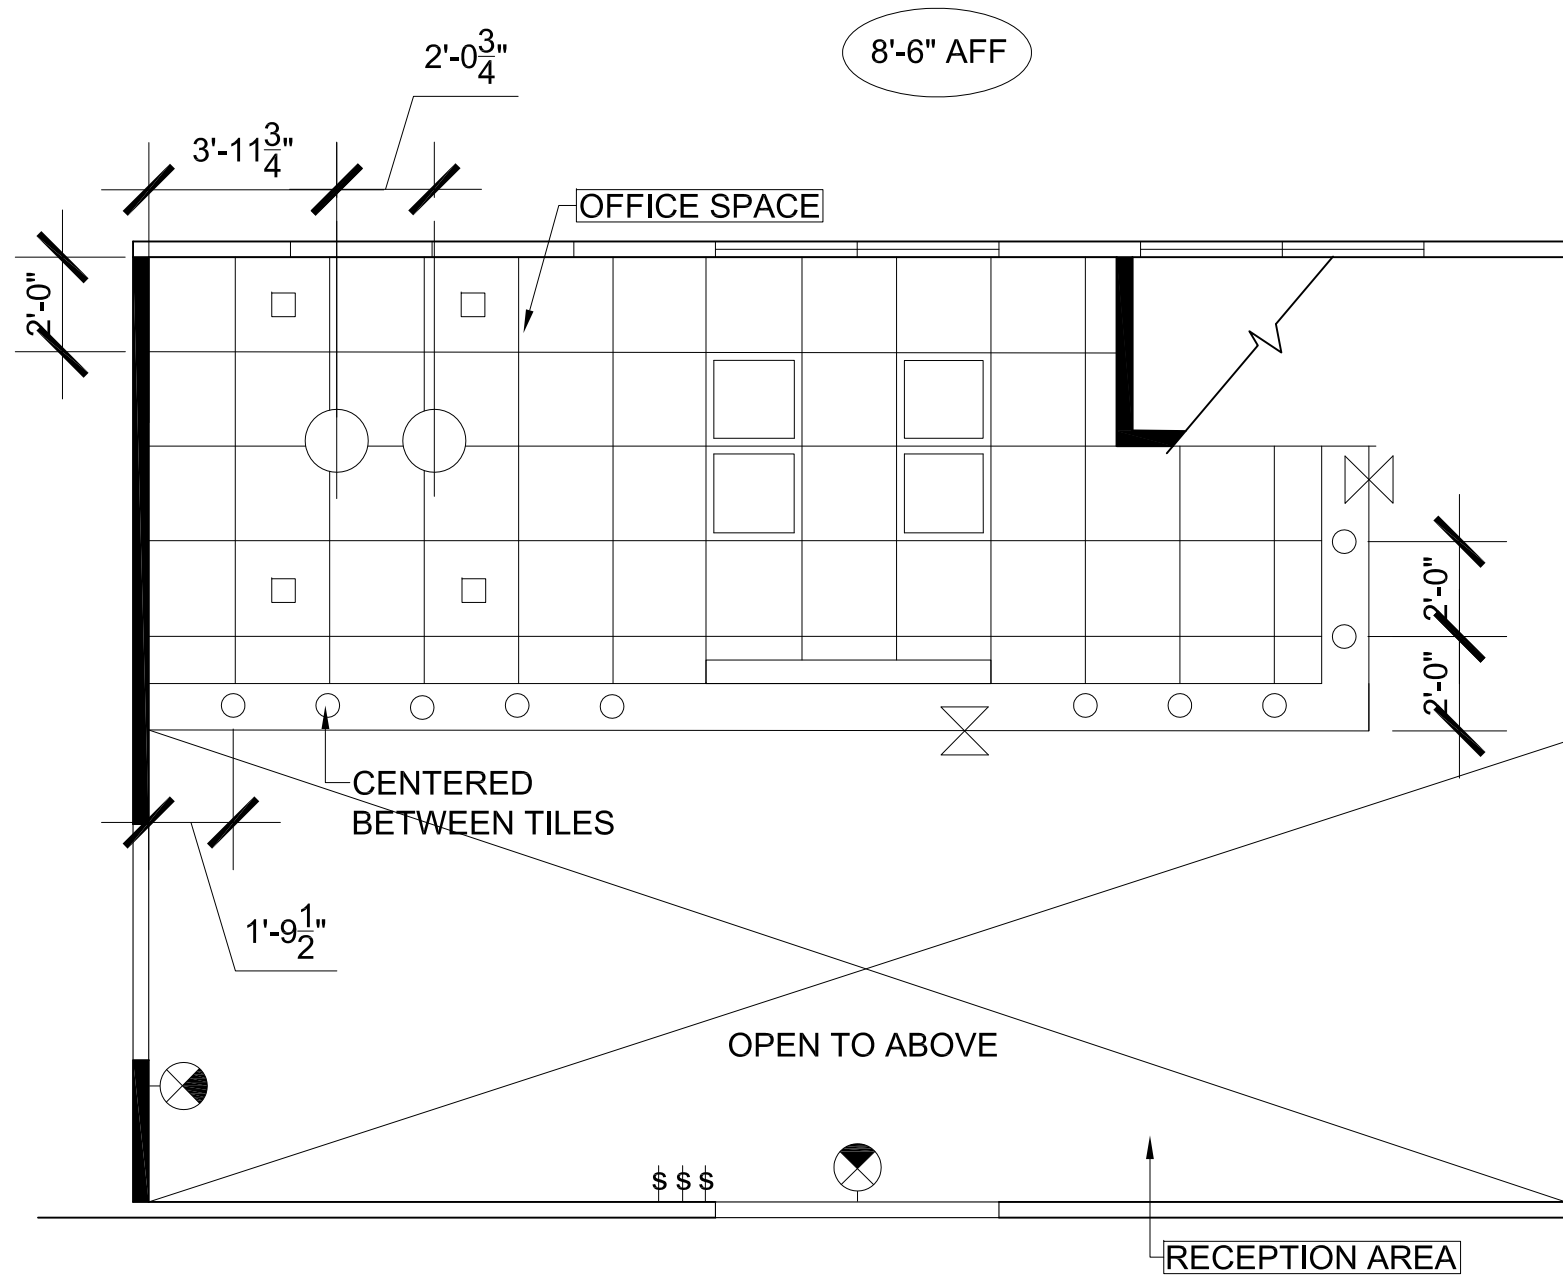 8'-6" AFF
2'-0 3/4"
3'-11 3/4"
OFFICE SPACE
2'-0"
2'-0"
2'-0"
CENTERED
BETWEEN TILES
1'-9 1/2"
OPEN TO ABOVE
$ $ $
RECEPTION AREA